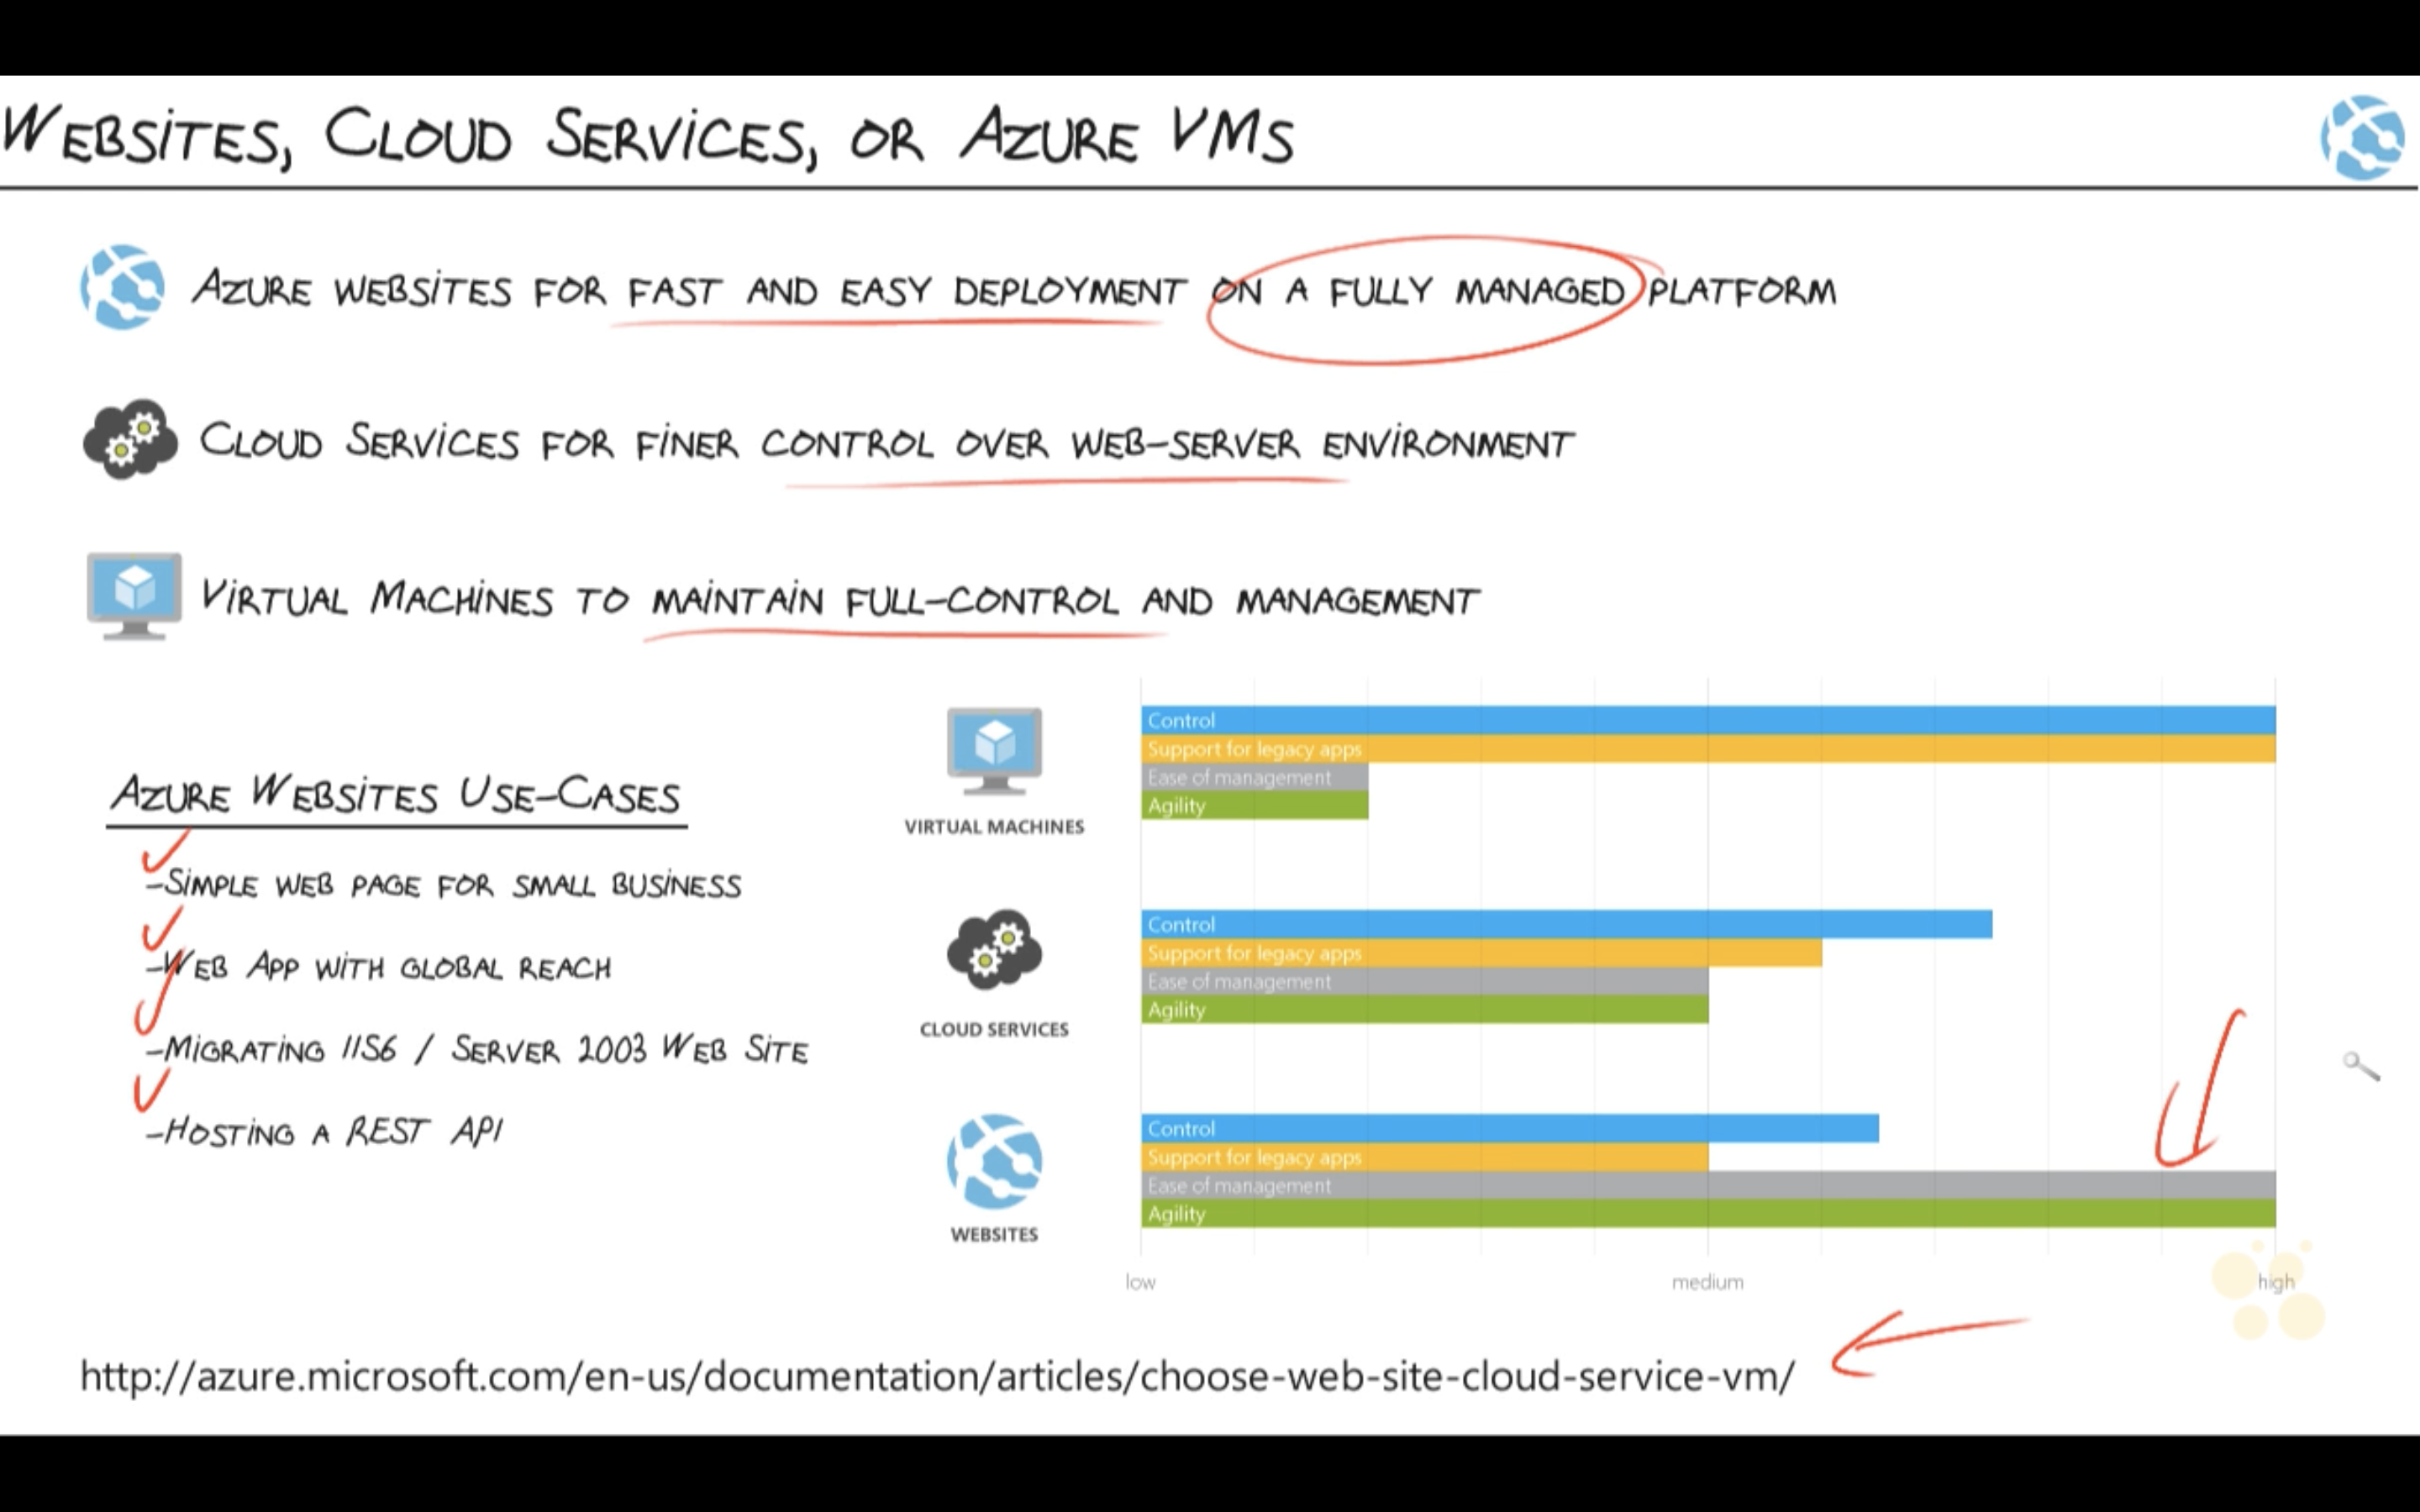 Websites, Cloud Services, or Azure VMs
Azure websites for fast and easy deployment on a fully managed platform
Cloud Services for finer control over web-server environment
Virtual Machines to maintain full-control and management
Azure Websites Use-Cases
-Simple web page for small business
-Web App with global reach
-Migrating IIS6 / Server 2003 Web Site
-Hosting a REST API
Control
Support for legacy apps
Ease of management
Agility
VIRTUAL MACHINES
Control
Support for legacy apps
Ease of management
Agility
CLOUD SERVICES
Control
Support for legacy apps
Ease of management
Agility
WEBSITES
low medium high
http://azure.microsoft.com/en-us/documentation/articles/choose-web-site-cloud-service-vm/